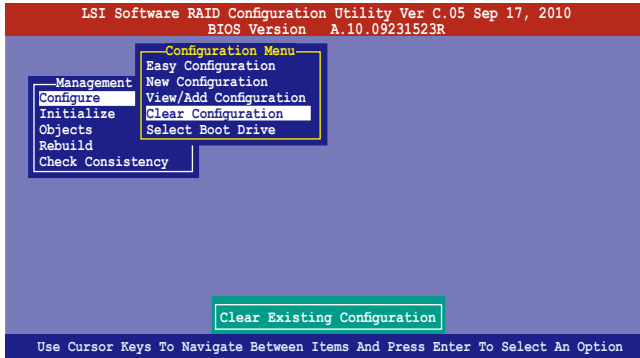 LSI Software RAID Configuration Utility Ver C.05 Sep 17, 2010
BIOS Version A.10.09231523R
Configuration Menu
Easy Configuration
New Configuration
View/Add Configuration
Clear Configuration
Select Boot Drive
Management
Configure
Initialize
Objects
Rebuild
Check Consistency
Clear Existing Configuration
Use Cursor Keys To Navigate Between Items And Press Enter To Select An Option